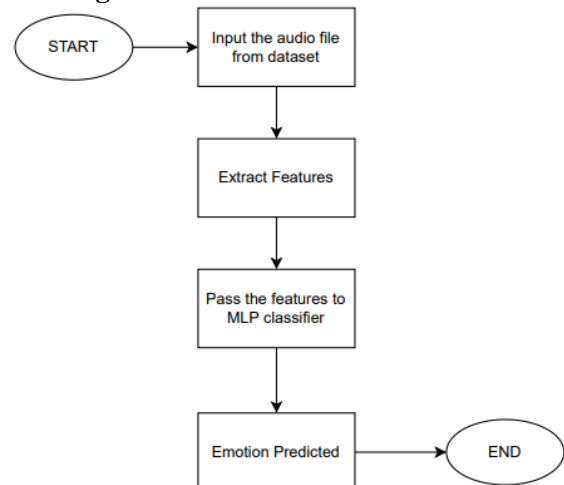 START
Input the audio file
from dataset
Extract Features
Pass the features to
MLP classifier
Emotion Predicted
END